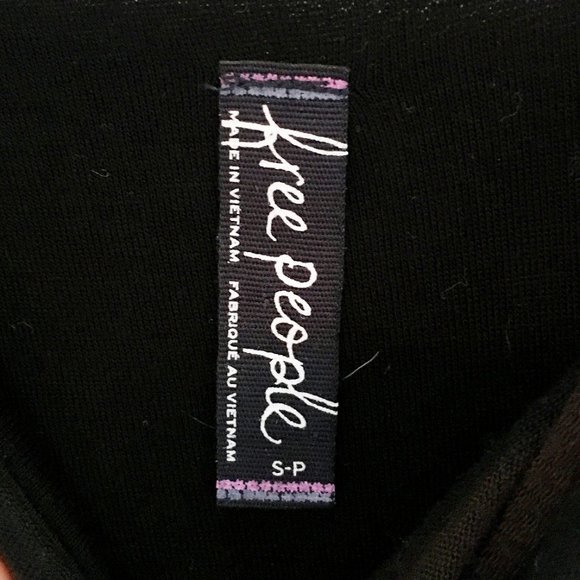 free people
MADE IN VIETNAM FABRIQUÉ AU VIETNAM
S-P